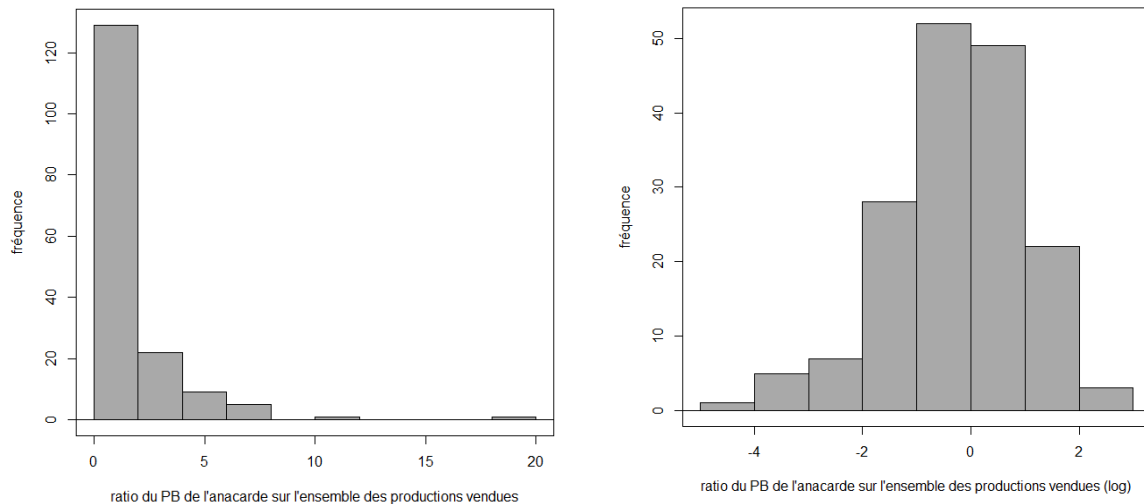 120
100
80
60
40
20
0
fréquence
0 5 10 15 20
ratio du PB de l'anacarde sur l'ensemble des productions vendues
50
40
30
20
10
0
fréquence
-4 -2 0 2
ratio du PB de l'anacarde sur l'ensemble des productions vendues (log)